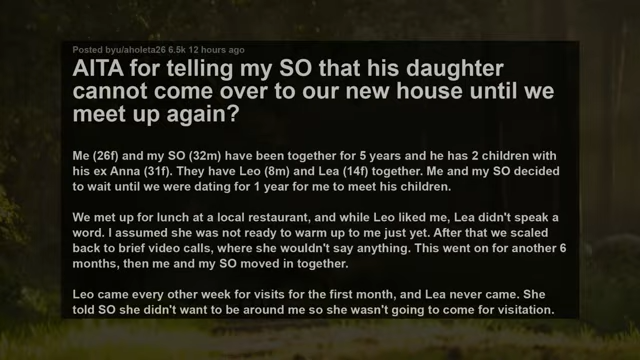 Posted byu/aholeta26 6.5k 12 hours ago
AITA for telling my SO that his daughter
cannot come over to our new house until we
meet up again?
Me (26f) and my SO (32m) have been together for 5 years and he has 2 children with
his ex Anna (31f). They have Leo (8m) and Lea (14f) together. Me and my SO decided
to wait until we were dating for 1 year for me to meet his children.
We met up for lunch at a local restaurant, and while Leo liked me, Lea didn't speak a
word. I assumed she was not ready to warm up to me just yet. After that we scaled
back to brief video calls, where she wouldn't say anything. This went on for another 6
months, then me and my SO moved in together.
Leo came every other week for visits for the first month, and Lea never came. She
told SO she didn't want to be around me so she wasn't going to come for visitation.